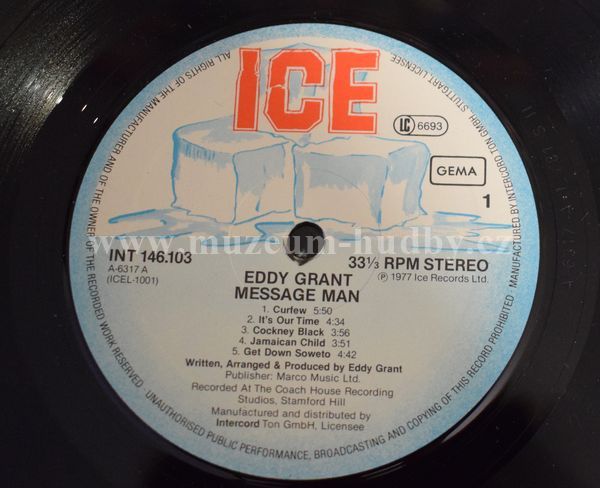 ICE
LC 6693
GEMA
1
INT 146.103
A-6317 A
(ICEL-1001)
33⅓ RPM STEREO
℗ 1977 Ice Records Ltd.
EDDY GRANT
MESSAGE MAN
1. Curfew 5:50
2. It's Our Time 4:34
3. Cockney Black 3:56
4. Jamaican Child 3:51
5. Get Down Soweto 4:42
Written, Arranged & Produced by Eddy Grant
Publisher: Marco Music Ltd.
Recorded At The Coach House Recording
Studios, Stamford Hill
Manufactured and distributed by
Intercord Ton GmbH, Licensee
ALL RIGHTS OF THE MANUFACTURER AND OF THE OWNER OF THE RECORDED WORK RESERVED. UNAUTHORISED PUBLIC PERFORMANCE, BROADCASTING AND COPYING OF THIS RECORD PROHIBITED
MANUFACTURED BY INTERCORD TON GMBH, STUTTGART LICENSEE
www.muzeum-hudby.cz